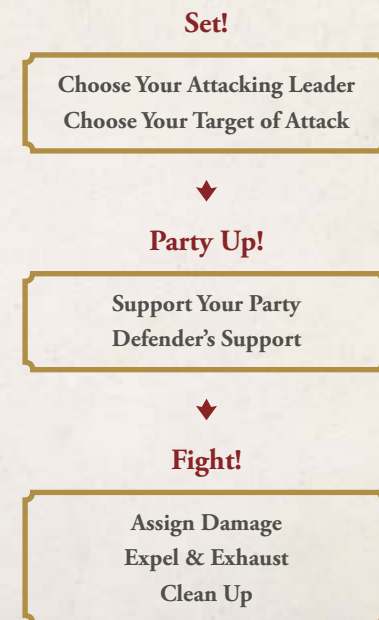 Set!
Choose Your Attacking Leader
Choose Your Target of Attack
Party Up!
Support Your Party
Defender’s Support
Fight!
Assign Damage
Expel & Exhaust
Clean Up